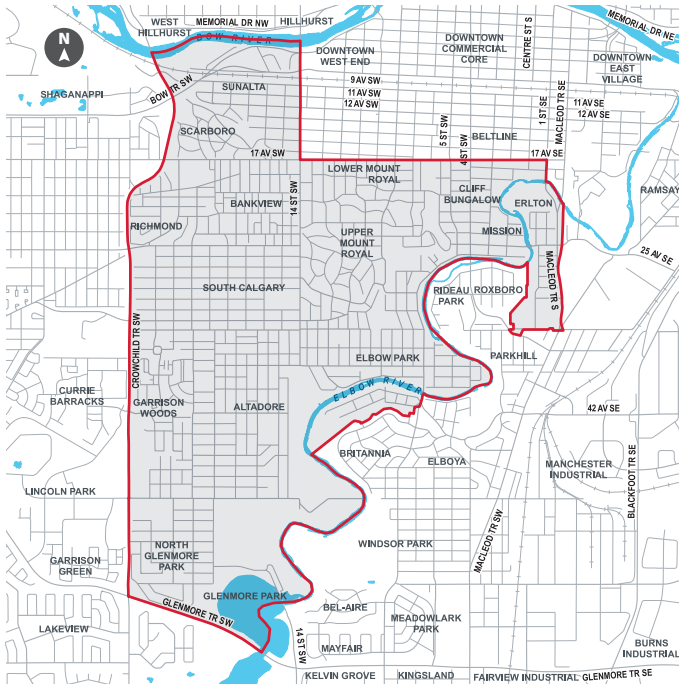 WEST
HILLHURST
MEMORIAL DR NW
HILLHURST
BOW RIVER
MEMORIAL DR NE
N
DOWNTOWN
WEST END
DOWNTOWN
COMMERCIAL
CORE
CENTRE ST S
DOWNTOWN
EAST
VILLAGE
SHAGANAPPI
BOW TR SW
SUNALTA
9 AV SW
11 AV SW
12 AV SW
5 ST SW
4 ST SW
1 ST SE
MACLEOD TR SE
11 AV SE
12 AV SE
SCARBORO
BELTLINE
17 AV SW
17 AV SE
LOWER MOUNT
ROYAL
14 ST SW
CLIFF
BUNGALOW
ERLTON
RAMSAY
BANKVIEW
RICHMOND
UPPER
MOUNT
ROYAL
MISSION
25 AV SE
MACLEOD TR S
SOUTH CALGARY
RIDEAU
PARK
ROXBORO
CROWCHILD TR SW
ELBOW PARK
PARKHILL
ELBOW RIVER
CURRIE
BARRACKS
GARRISON
WOODS
ALTADORE
42 AV SE
BRITANNIA
ELBOYA
MANCHESTER
INDUSTRIAL
BLACKFOOT TR SE
LINCOLN PARK
MACLEOD TR SW
WINDSOR PARK
NORTH
GLENMORE
PARK
GARRISON
GREEN
GLENMORE PARK
GLENMORE TR SW
BEL-AIRE
MEADOWLARK
PARK
LAKEVIEW
14 ST SW
MAYFAIR
BURNS
INDUSTRIAL
KELVIN GROVE
KINGSLAND
FAIRVIEW INDUSTRIAL
GLENMORE TR SE